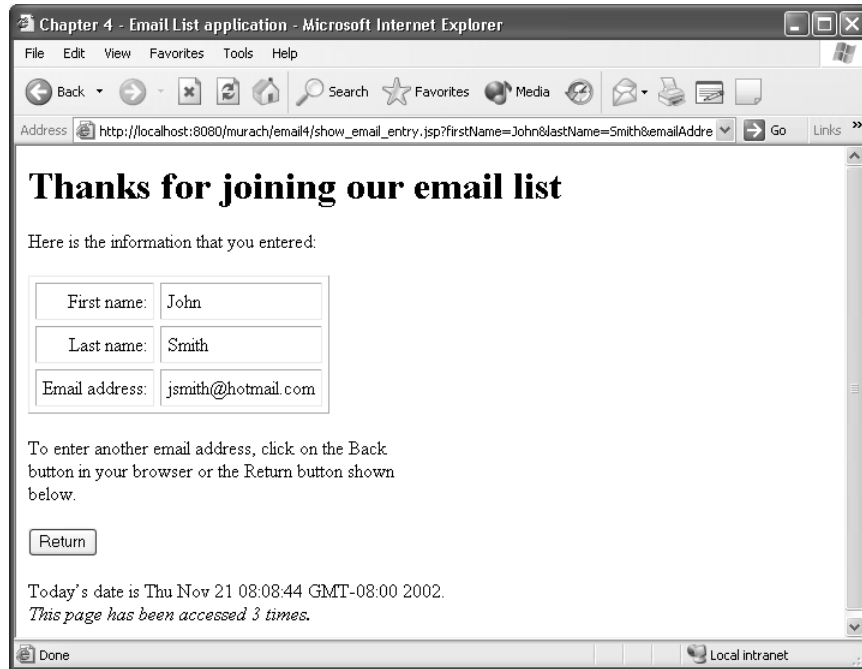 Chapter 4 - Email List application - Microsoft Internet Explorer
File Edit View Favorites Tools Help
Back Search Favorites Media
Address http://localhost:8080/murach/email4/show_email_entry.jsp?firstName=John&lastName=Smith&emailAddre Go Links »
Thanks for joining our email list
Here is the information that you entered:
First name: John
Last name: Smith
Email address: jsmith@hotmail.com
To enter another email address, click on the Back
button in your browser or the Return button shown
below.
Return
Today's date is Thu Nov 21 08:08:44 GMT-08:00 2002.
This page has been accessed 3 times.
Done Local intranet